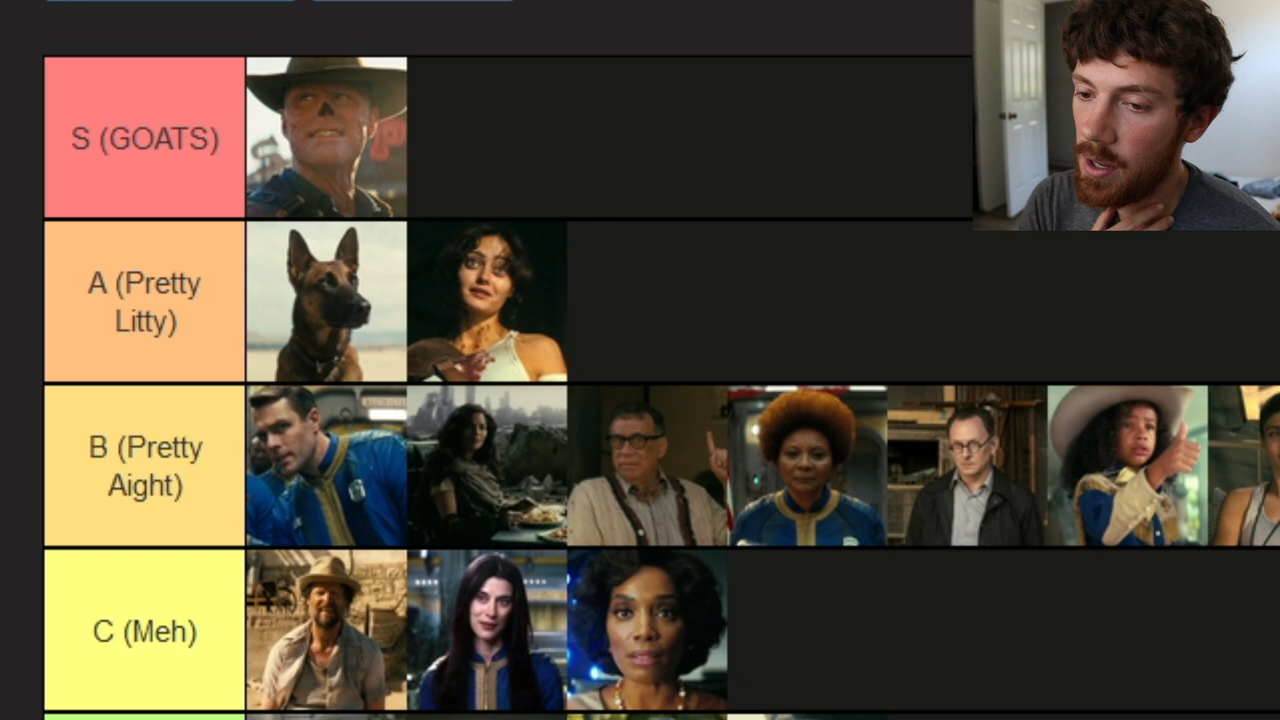 S (GOATS)
A (Pretty
Litty)
B (Pretty
Aight)
C (Meh)